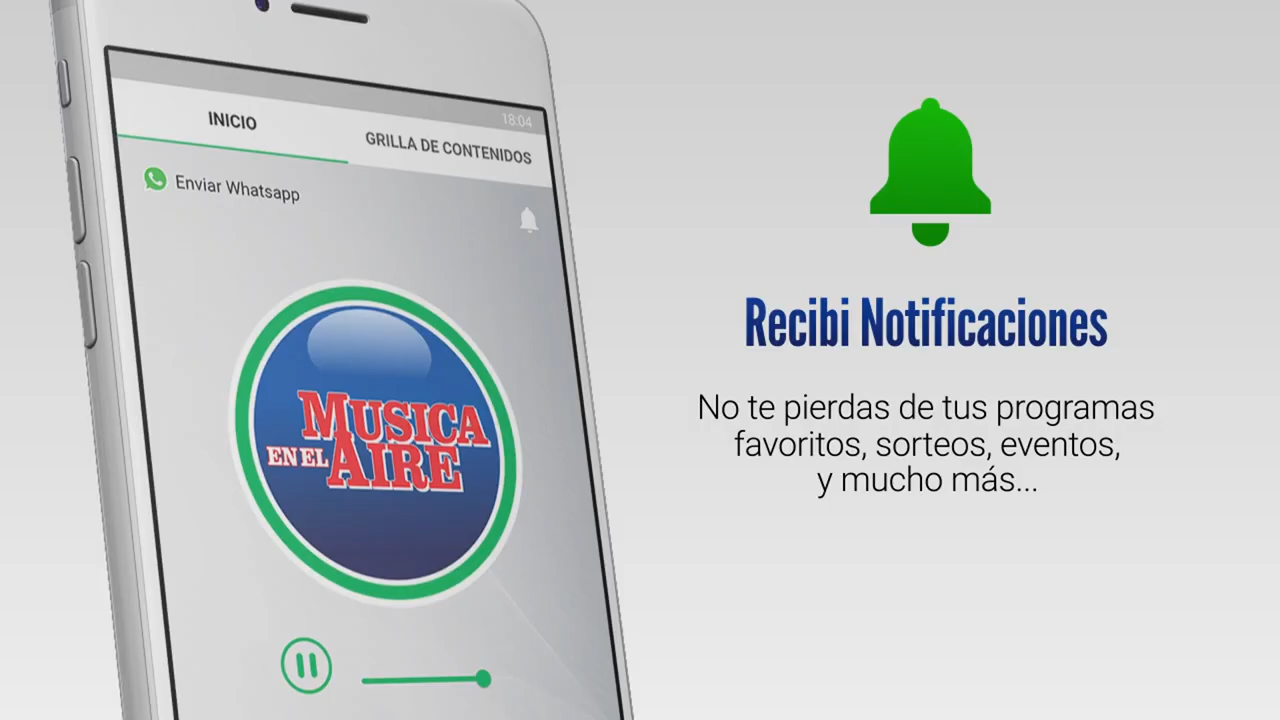 18:04
INICIO
GRILLA DE CONTENIDOS
Enviar Whatsapp
MUSICA
EN EL AIRE
Recibi Notificaciones
No te pierdas de tus programas
favoritos, sorteos, eventos,
y mucho más...